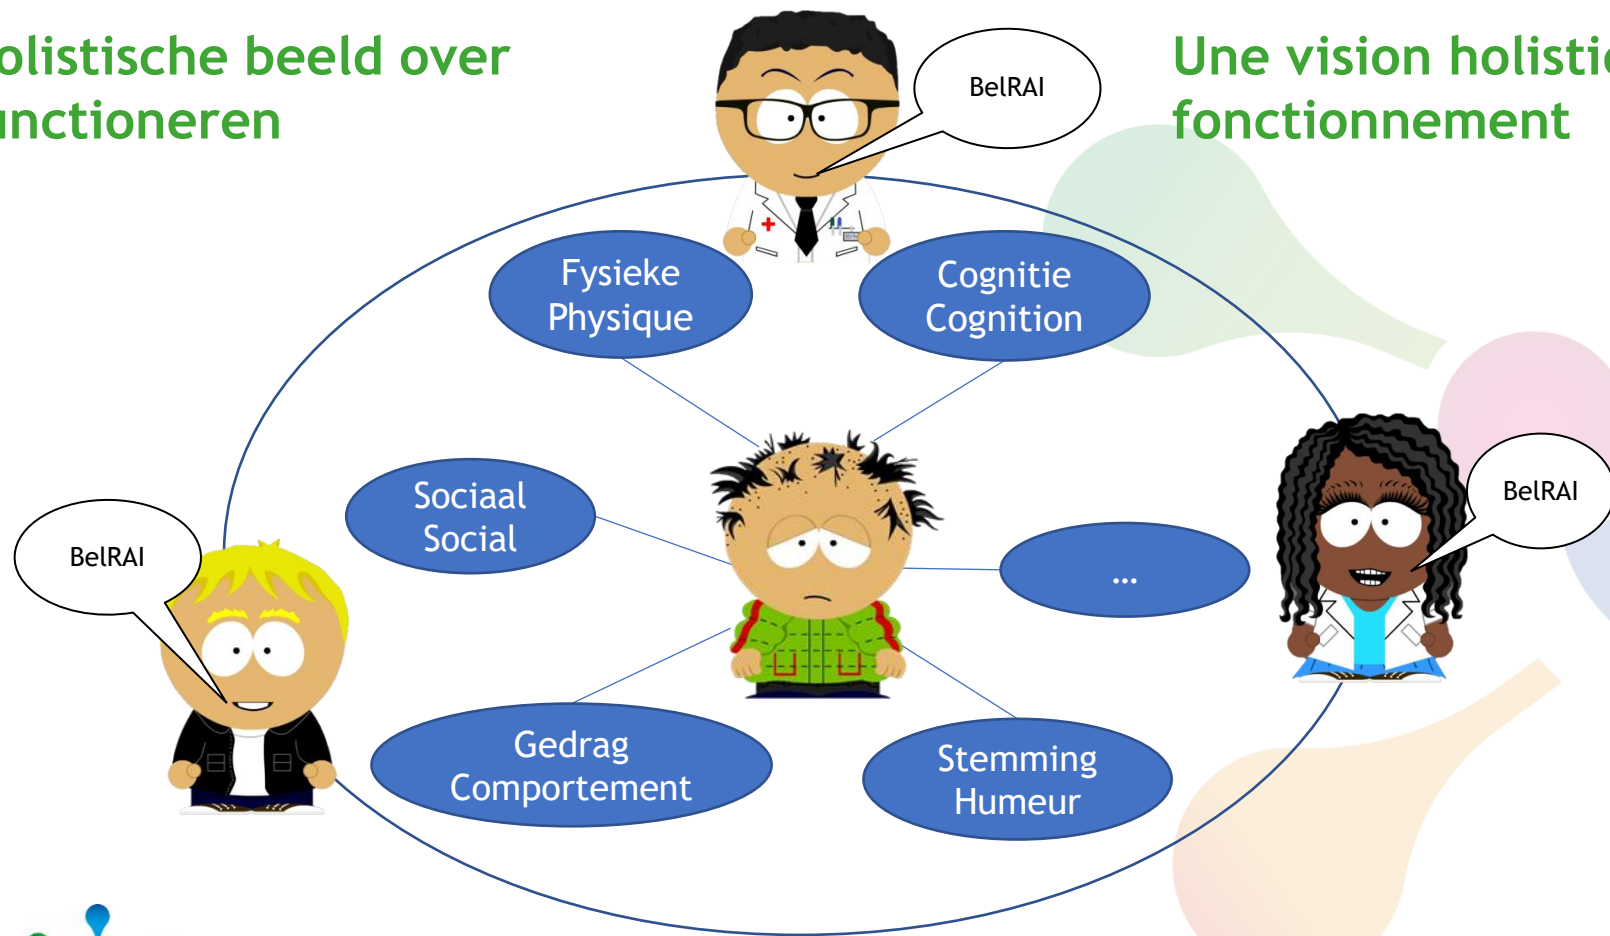 olistische beeld over
nctioneren
Une vision holisti
fonctionnement
BelRAI
Fysieke
Physique
Cognitie
Cognition
Sociaal
Social
BelRAI
BelRAI
...
Gedrag
Comportement
Stemming
Humeur